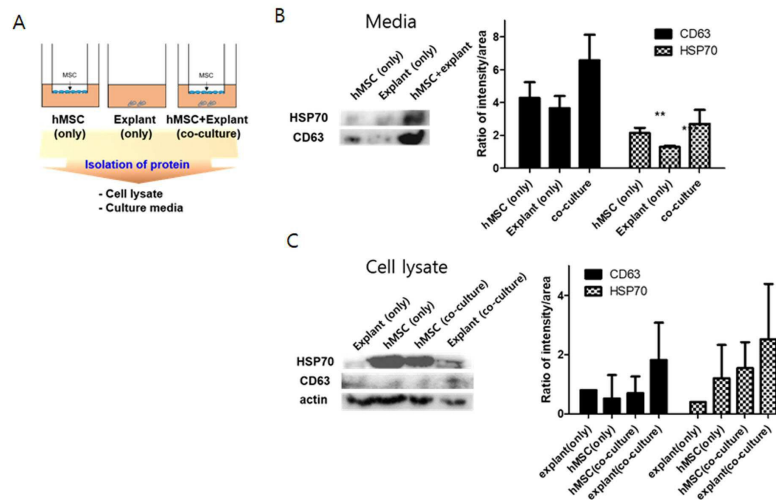 A
MSC
MSC
hMSC
(only)
Explant
(only)
hMSC+Explant
(co-culture)
Isolation of protein
- Cell lysate
- Culture media
B
Media
hMSC (only)
Explant (only)
hMSC+explant
HSP70
CD63
Ratio of intensity/area
8
6
4
2
0
CD63
HSP70
**
*
hMSC (only)
Explant (only)
co-culture
hMSC (only)
Explant (only)
co-culture
C
Cell lysate
Explant (only)
hMSC (only)
hMSC (co-culture)
Explant (co-culture)
HSP70
CD63
actin
Ratio of intensity/area
4
2
0
CD63
HSP70
explant(only)
hMSC(only)
hMSC(co-culture)
explant(co-culture)
explant(only)
hMSC(only)
hMSC(co-culture)
explant(co-culture)